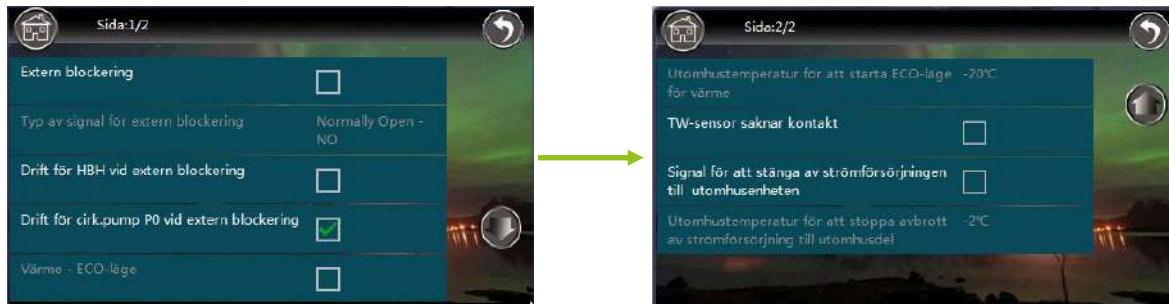 Sida:1/2
Extern blockering
Typ av signal för extern blockering
Normally Open -
NO
Drift för HBH vid extern blockering
Drift för cirk.pump P0 vid extern blockering
Värme - ECO-läge
Sida:2/2
Utomhustemperatur för att starta ECO-läge -20°C
för värme
TW-sensor saknar kontakt
Signal för att stänga av strömförsörjningen
till utomhusenheten
Utomhustemperatur för att stoppa avbrott -2°C
av strömförsörjning till utomhusdel